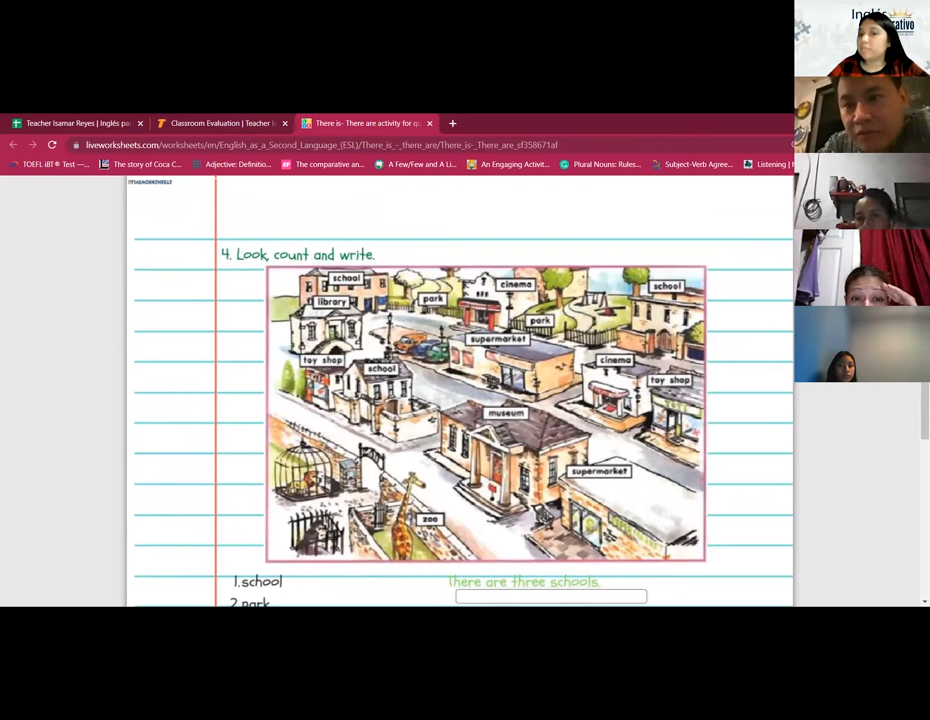 Inglés
rativo
Teacher Isamar Reyes | Inglés pa
Classroom Evaluation | Teacher I
There is- There are activity for qu
liveworksheets.com/worksheets/en/English_as_a_Second_Language_(ESL)/There_is_-_there_are/There_is-_There_are_sf358671af
TOEFL iBT® Test —...
The story of Coca C...
Adjective: Definitio...
The comparative an...
A Few/Few and A Li...
An Engaging Activit...
Plural Nouns: Rules...
Subject-Verb Agree...
Listening |
4. Look, count and write.
school
cinema
school
library
park
park
supermarket
toy shop
school
cinema
toy shop
museum
supermarket
zoo
1.school
There are three schools.
2.park